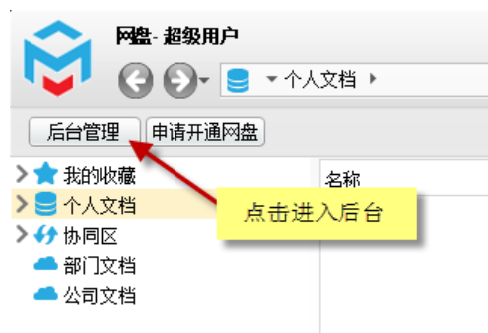 网盘- 超级用户
个人文档
后台管理 申请开通网盘
我的收藏 名称
个人文档 点击进入后台
协同区
部门文档
公司文档